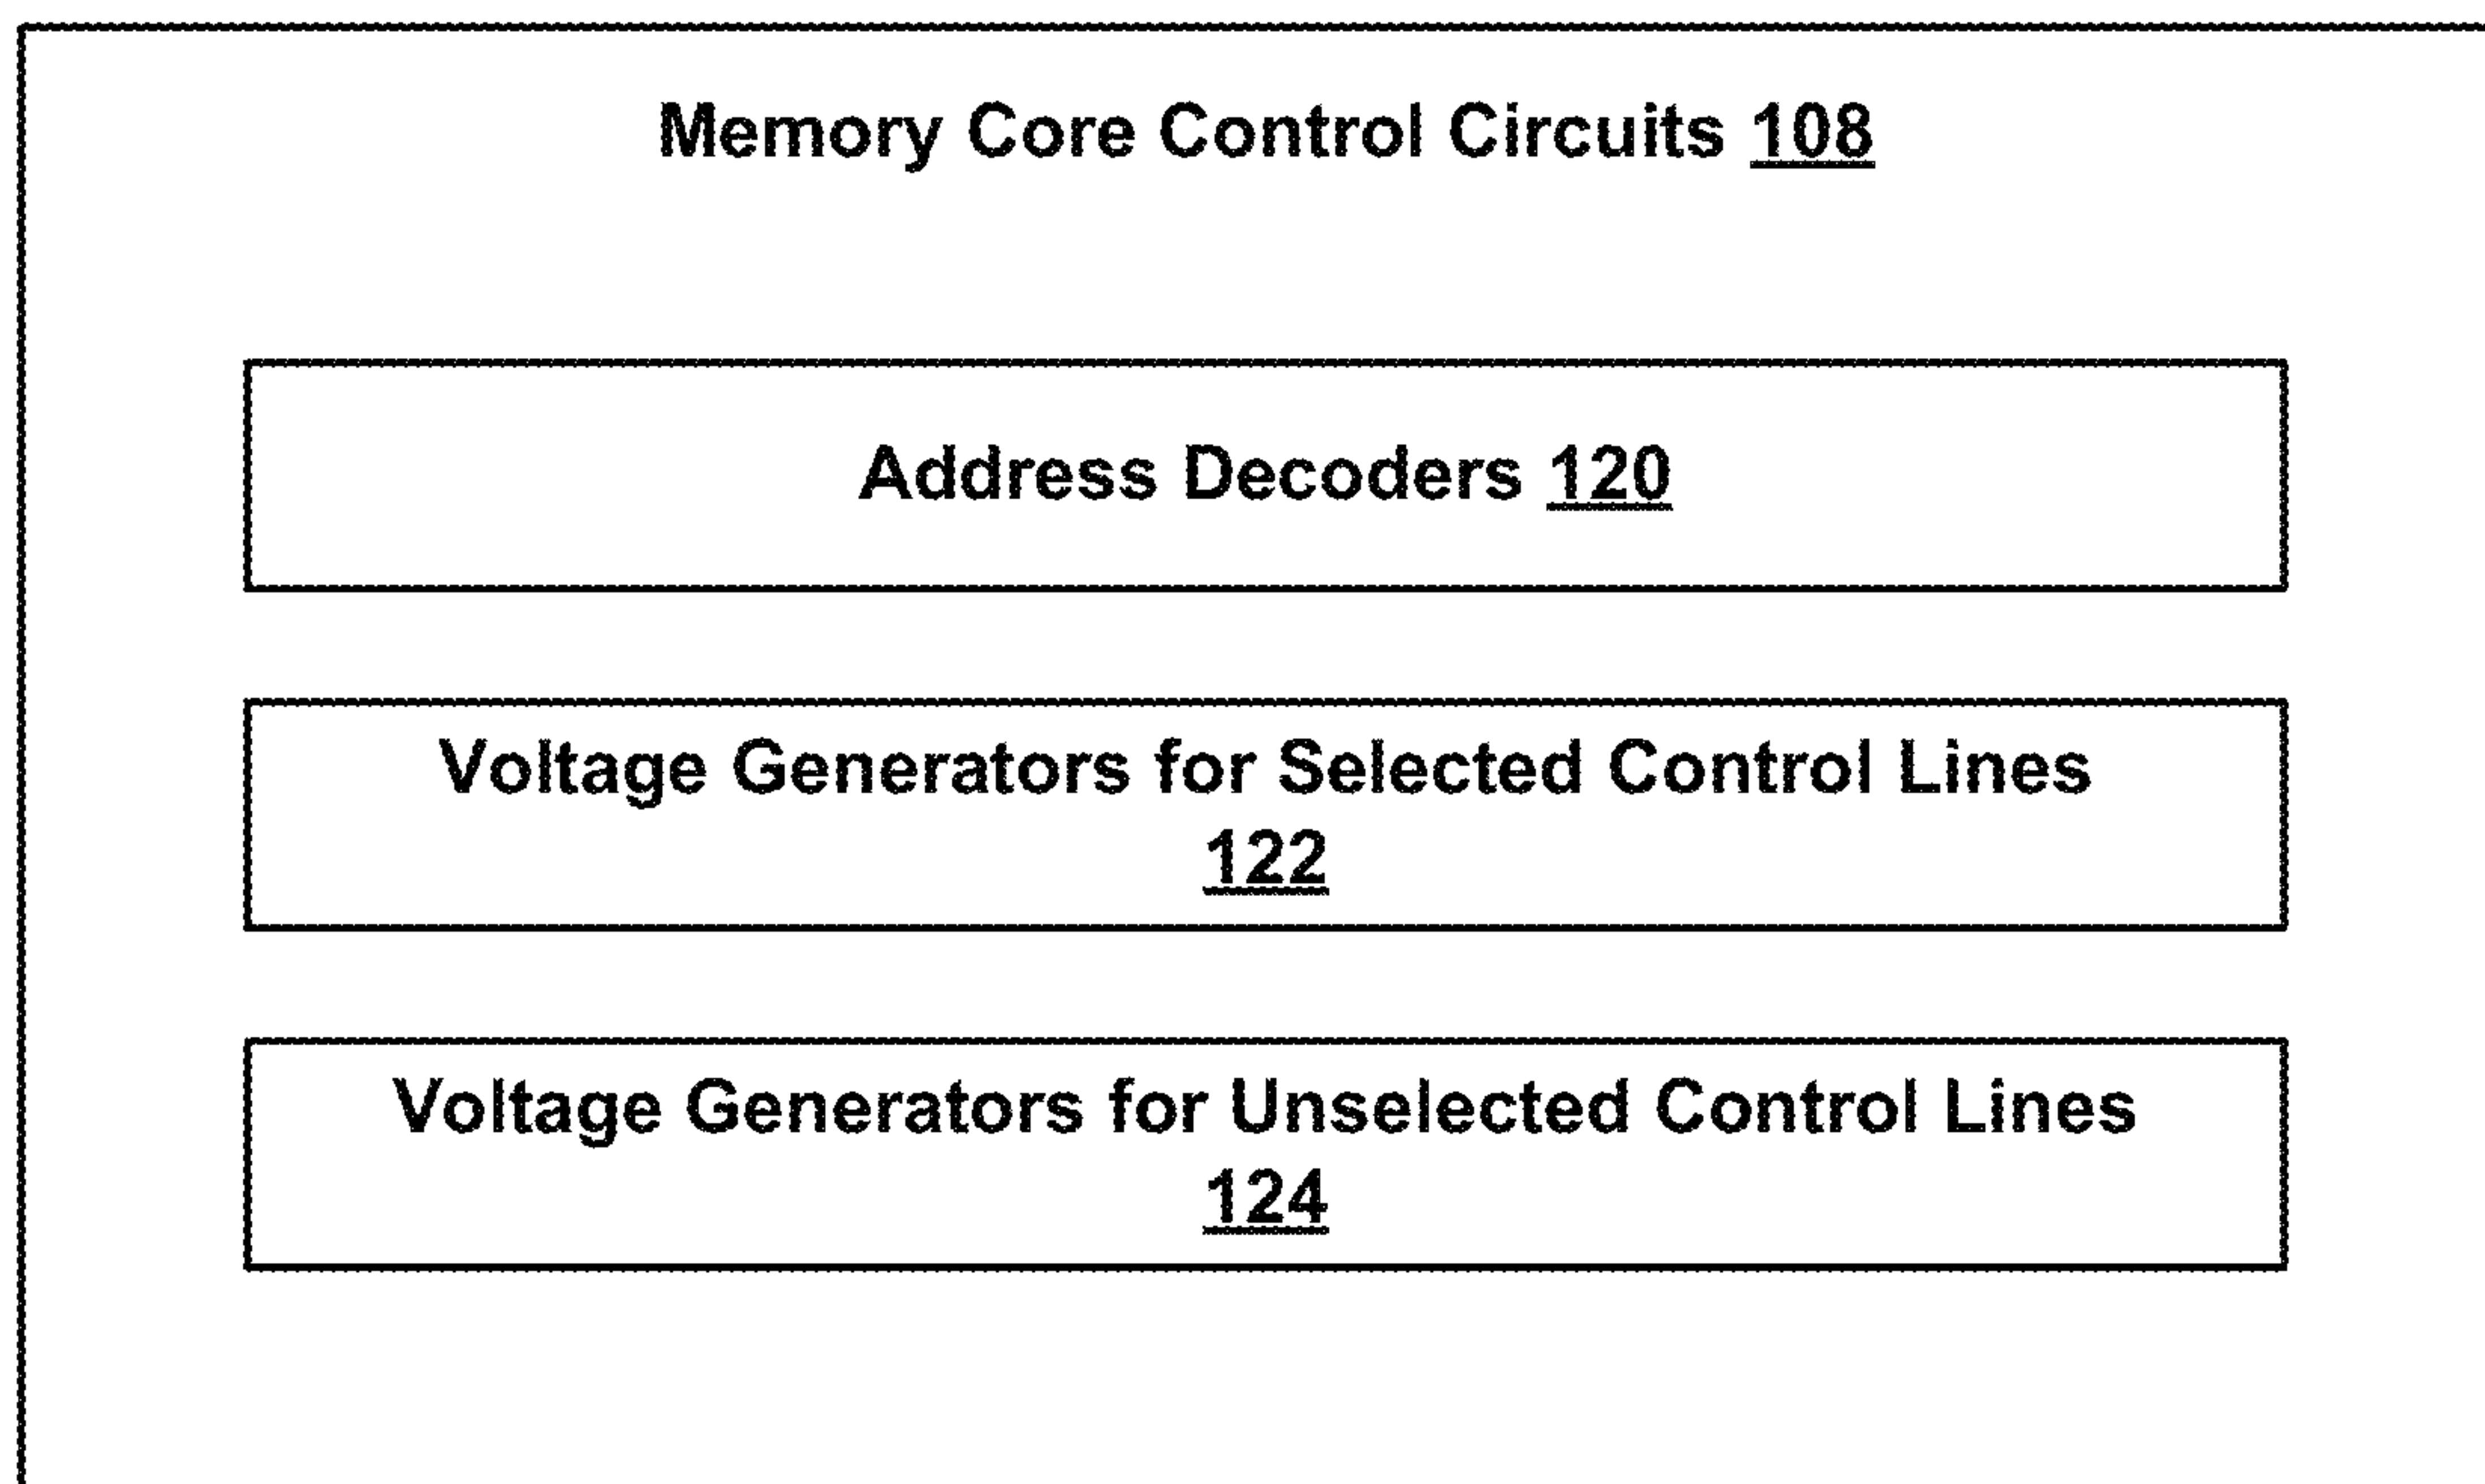 Memory Core Control Circuits 108
Address Decoders 120
Voltage Generators for Selected Control Lines
122
Voltage Generators for Unselected Control Lines
124